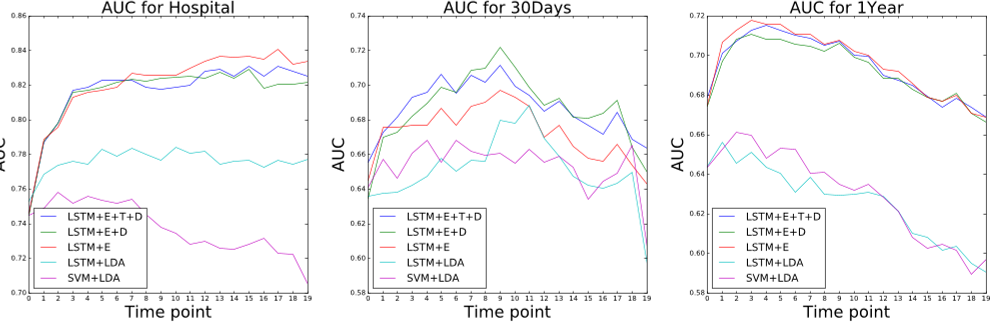 AUC for Hospital
0.86
0.84
0.82
0.80
0.78
0.76
0.74
0.72
0.70
AUC
LSTM+E+T+D
LSTM+E+D
LSTM+E
LSTM+LDA
SVM+LDA
0 1 2 3 4 5 6 7 8 9 10 11 12 13 14 15 16 17 18 19
Time point
AUC for 30Days
0.74
0.72
0.70
0.68
0.66
0.64
0.62
0.60
0.58
AUC
LSTM+E+T+D
LSTM+E+D
LSTM+E
LSTM+LDA
SVM+LDA
0 1 2 3 4 5 6 7 8 9 10 11 12 13 14 15 16 17 18 19
Time point
AUC for 1Year
0.72
0.70
0.68
0.66
0.64
0.62
0.60
0.58
AUC
LSTM+E+T+D
LSTM+E+D
LSTM+E
LSTM+LDA
SVM+LDA
0 1 2 3 4 5 6 7 8 9 10 11 12 13 14 15 16 17 18 19
Time point